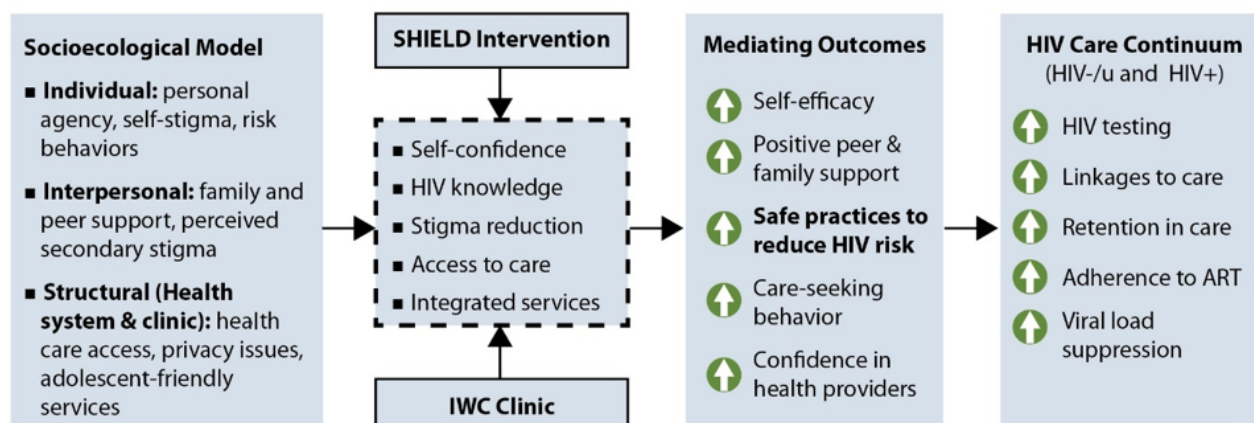 Socioecological Model
■ Individual: personal
agency, self-stigma, risk
behaviors
■ Interpersonal: family and
peer support, perceived
secondary stigma
■ Structural (Health
system & clinic): health
care access, privacy issues,
adolescent-friendly
services
SHIELD Intervention
■ Self-confidence
■ HIV knowledge
■ Stigma reduction
■ Access to care
■ Integrated services
IWC Clinic
Mediating Outcomes
Self-efficacy
Positive peer &
family support
Safe practices to
reduce HIV risk
Care-seeking
behavior
Confidence in
health providers
HIV Care Continuum
(HIV-/u and HIV+)
HIV testing
Linkages to care
Retention in care
Adherence to ART
Viral load
suppression